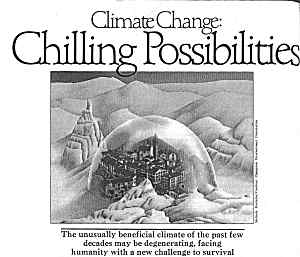 Climate Change:
Chilling Possibilities
The unusually beneficial climate of the past few
decades may be degenerating, facing
humanity with a new challenge to survival